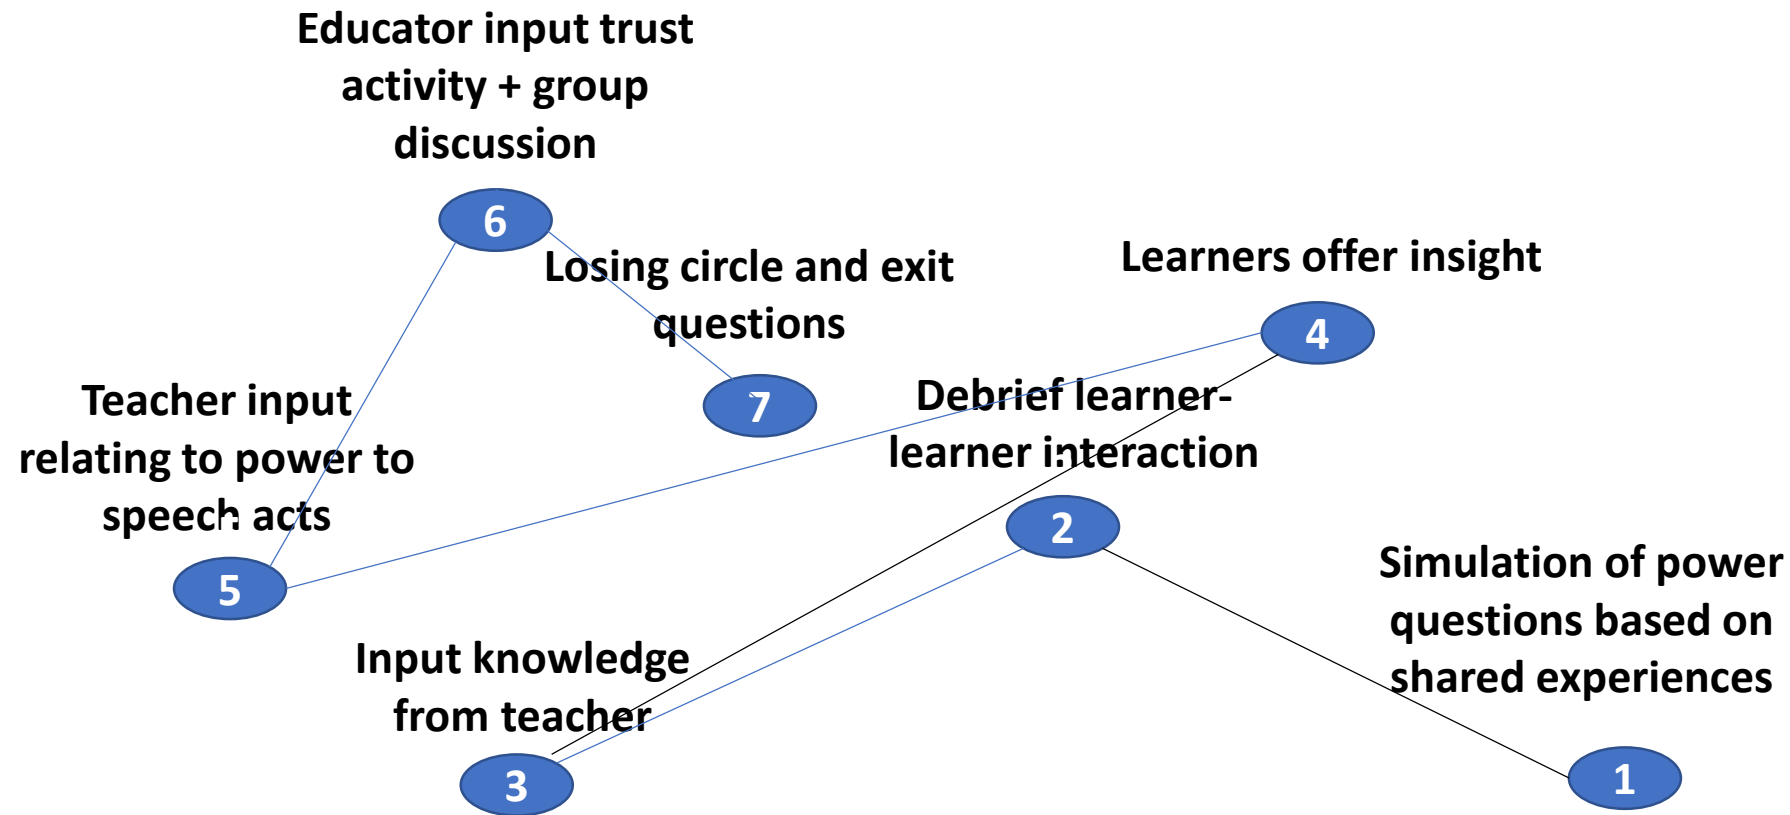 Educator input trust
activity + group
discussion
6
Losing circle and exit
questions
7
Learners offer insight
4
Teacher input
relating to power to
speech acts
5
Debrief learner-
learner interaction
2
Simulation of power
questions based on
shared experiences
1
Input knowledge
from teacher
3